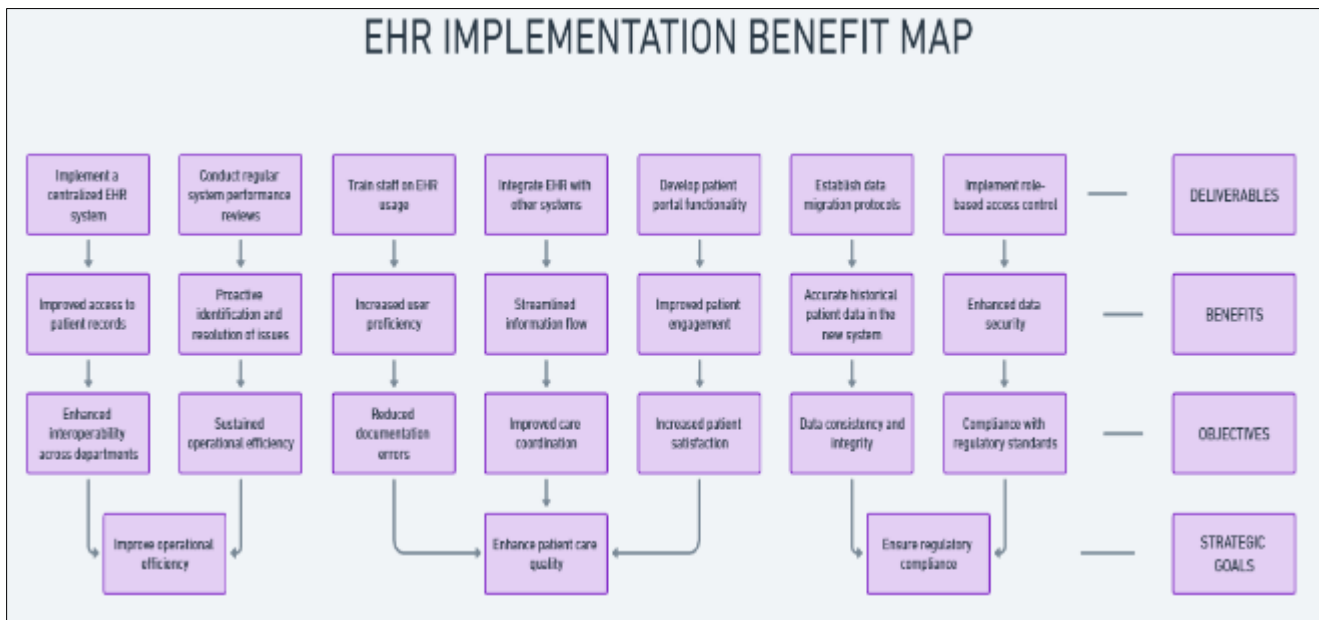 EHR IMPLEMENTATION BENEFIT MAP
Implement a
centralized EHR
system
Conduct regular
system performance
reviews
Train staff on EHR
usage
Integrate EHR with
other systems
Develop patient
portal functionality
Establish data
migration protocols
Implement role-
based access control
DELIVERABLES
Improved access to
patient records
Proactive
identification and
resolution of issues
Increased user
proficiency
Streamlined
information flow
Improved patient
engagement
Accurate historical
patient data in the
new system
Enhanced data
security
BENEFITS
Enhanced
interoperability
across departments
Sustained
operational efficiency
Reduced
documentation
errors
Improved care
coordination
Increased patient
satisfaction
Data consistency and
integrity
Compliance with
regulatory standards
OBJECTIVES
Improve operational
efficiency
Enhance patient care
quality
Ensure regulatory
compliance
STRATEGIC
GOALS